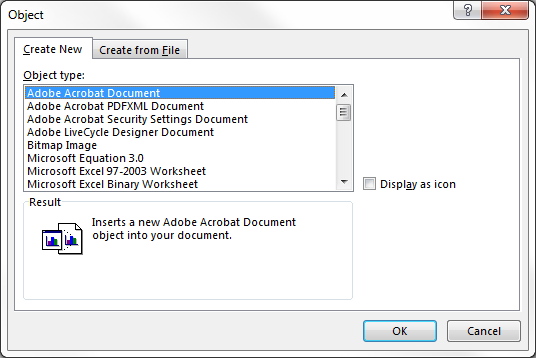 Object
Create New
Create from File
Object type:
Adobe Acrobat Document
Adobe Acrobat PDFXML Document
Adobe Acrobat Security Settings Document
Adobe LiveCycle Designer Document
Bitmap Image
Microsoft Equation 3.0
Microsoft Excel 97-2003 Worksheet
Microsoft Excel Binary Worksheet
Display as icon
Result
Inserts a new Adobe Acrobat Document
object into your document.
OK
Cancel